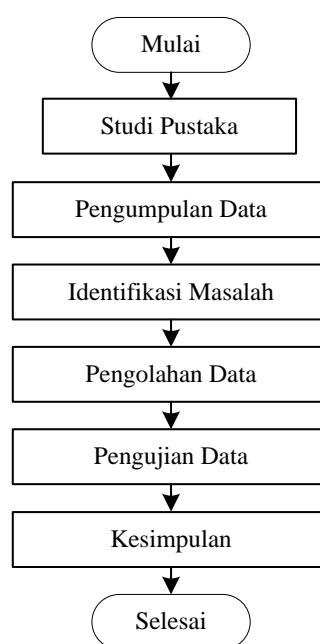 Mulai
Studi Pustaka
Pengumpulan Data
Identifikasi Masalah
Pengolahan Data
Pengujian Data
Kesimpulan
Selesai